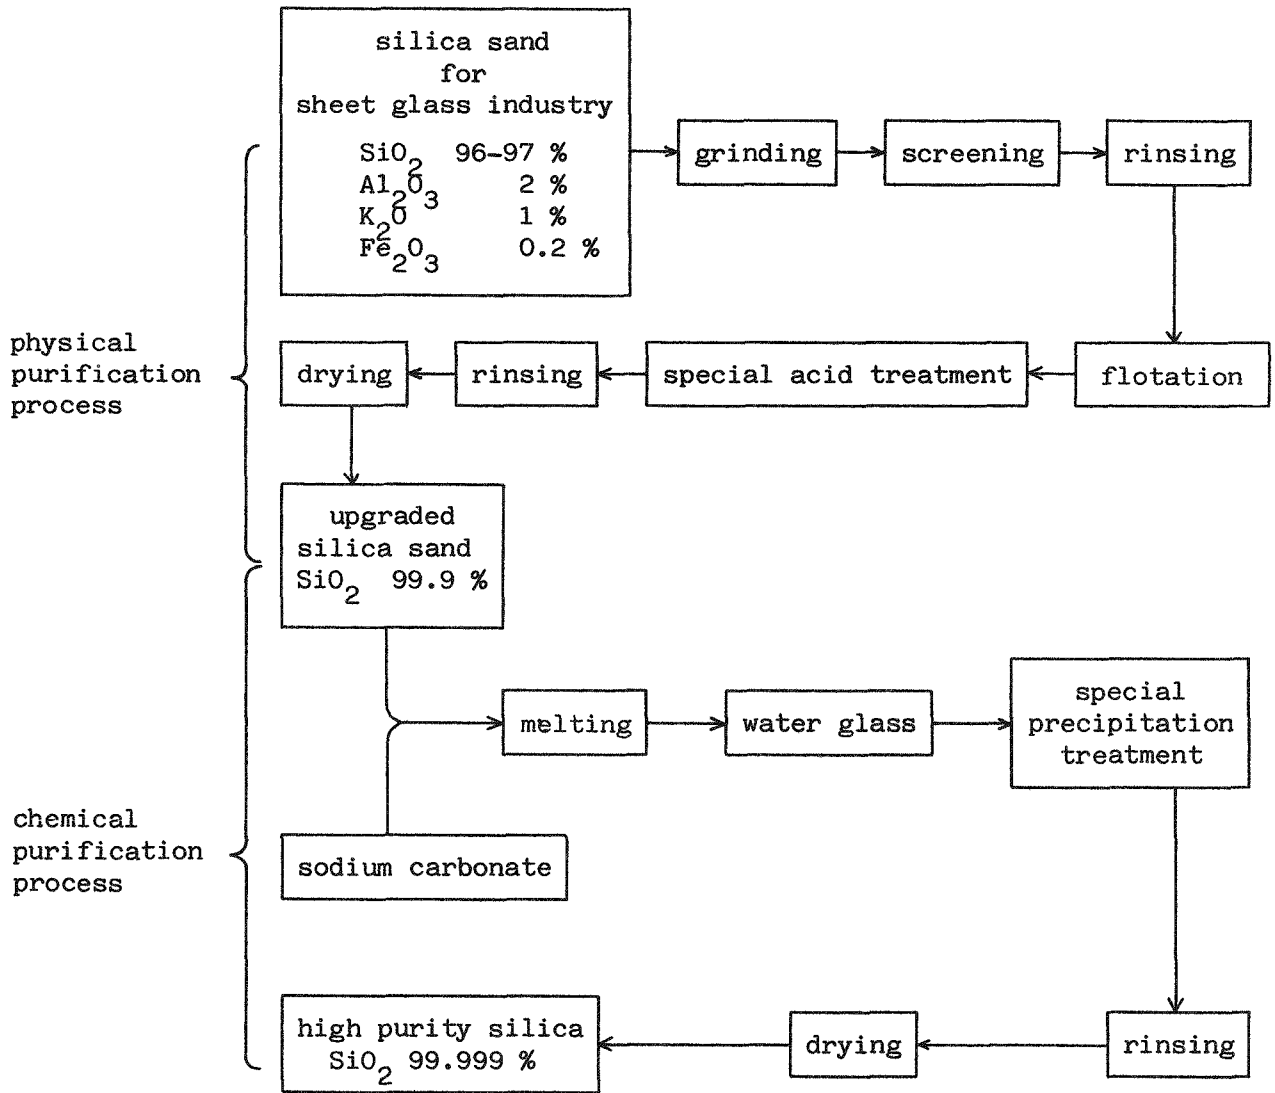 silica sand
for
sheet glass industry
SiO₂ 96-97 %
Al₂O₃ 2 %
K₂O 1 %
Fe₂O₃ 0.2 %
grinding
screening
rinsing
physical
purification
process
drying
rinsing
special acid treatment
flotation
upgraded
silica sand
SiO₂ 99.9 %
melting
water glass
special
precipitation
treatment
chemical
purification
process
sodium carbonate
high purity silica
SiO₂ 99.999 %
drying
rinsing